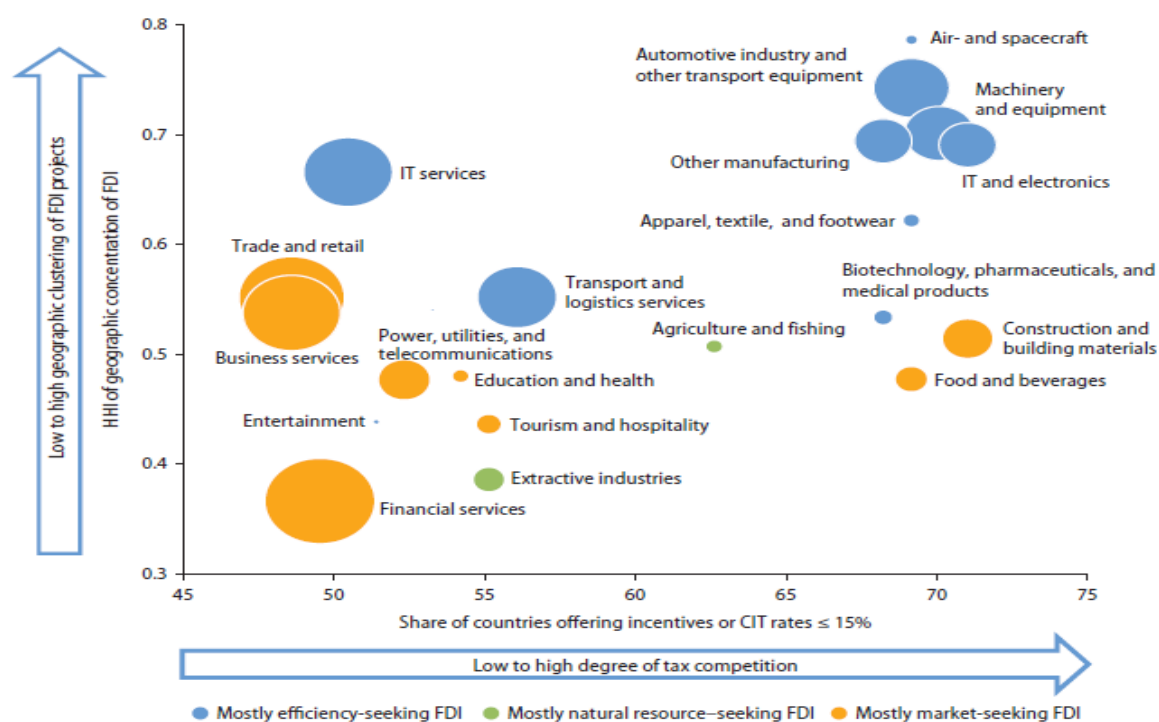 Low to high geographic clustering of FDI projects
HHI of geographic concentration of FDI
0.8
0.7
0.6
0.5
0.4
0.3
Air- and spacecraft
Automotive industry and
other transport equipment
Machinery
and equipment
Other manufacturing
IT and electronics
IT services
Apparel, textile, and footwear
Trade and retail
Biotechnology, pharmaceuticals, and
medical products
Transport and
logistics services
Business services
Power, utilities, and
telecommunications
Agriculture and fishing
Construction and
building materials
Education and health
Food and beverages
Entertainment
Tourism and hospitality
Extractive industries
Financial services
45
50
55
60
65
70
75
Share of countries offering incentives or CIT rates ≤ 15%
Low to high degree of tax competition
Mostly efficiency-seeking FDI
Mostly natural resource–seeking FDI
Mostly market-seeking FDI